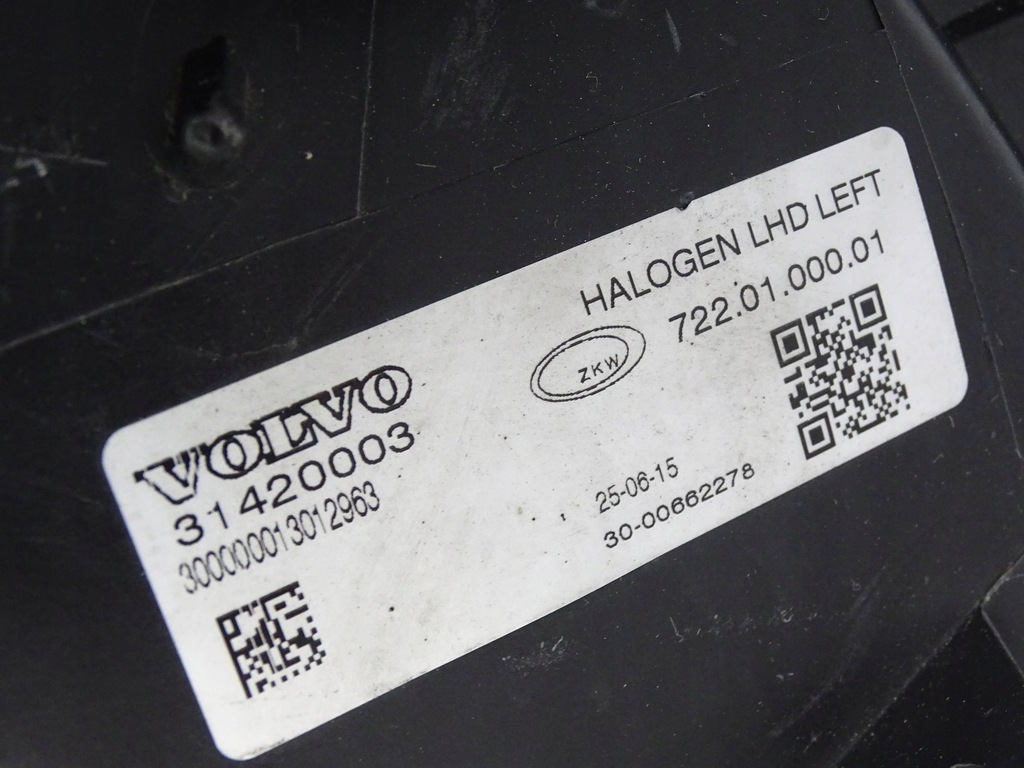 HALOGEN LHD LEFT
722.01.000.01
ZKW
VOLVO
31420003
300000013012963
25-06-15
30-00662278